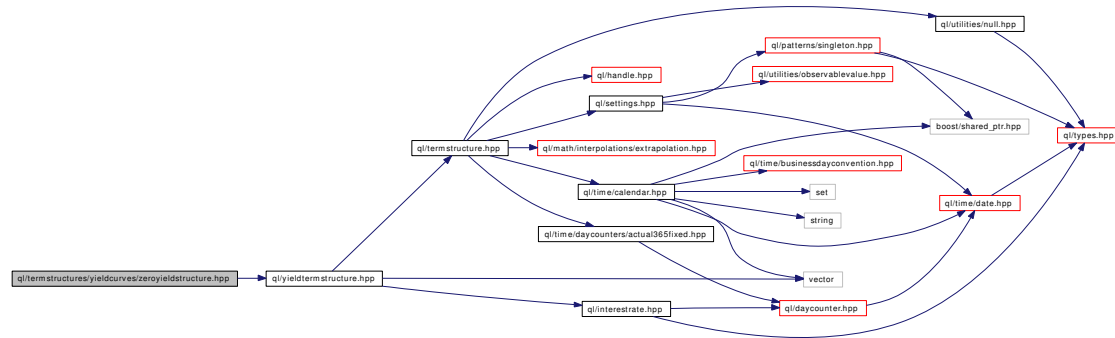 ql/utilities/null.hpp
ql/patterns/singleton.hpp
ql/handle.hpp
ql/utilities/observablevalue.hpp
ql/settings.hpp
boost/shared_ptr.hpp
ql/types.hpp
ql/termstructure.hpp
ql/math/interpolations/extrapolation.hpp
ql/time/businessdayconvention.hpp
ql/time/calendar.hpp
set
ql/time/date.hpp
string
ql/time/daycounters/actual365fixed.hpp
ql/termstructures/yieldcurves/zeroyieldstructure.hpp
ql/yieldtermstructure.hpp
vector
ql/interestrate.hpp
ql/daycounter.hpp